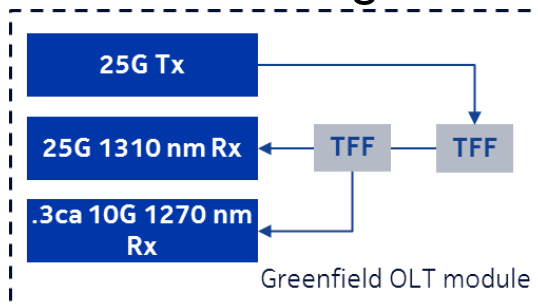 25G Tx
25G 1310 nm Rx
TFF
TFF
.3ca 10G 1270 nm
Rx
Greenfield OLT module